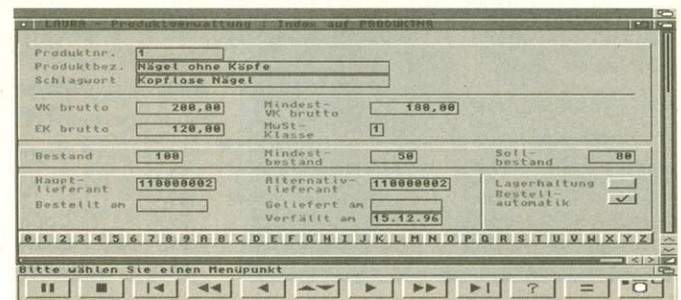 LAURA - Produktverwaltung : Index auf PRODUKTNR
Produktnr. 1
Produktbez. Nägel ohne Köpfe
Schlagwort Kopflose Nägel
VK brutto 200,00 Mindest-VK brutto 180,00
EK brutto 120,00 MwSt-Klasse 1
Bestand 100 Mindest-bestand 50 Soll-bestand 80
Haupt-lieferant 110000002 Alternativ-lieferant 110000002 Lagerhaltung
Bestellt am Geliefert am Bestell-automatik
Verfällt am 15.12.96
0 1 2 3 4 5 6 7 8 9 A B C D E F G H I J K L M N O P Q R S T U V W X Y Z
Bitte wählen Sie einen Menüpunkt
? =